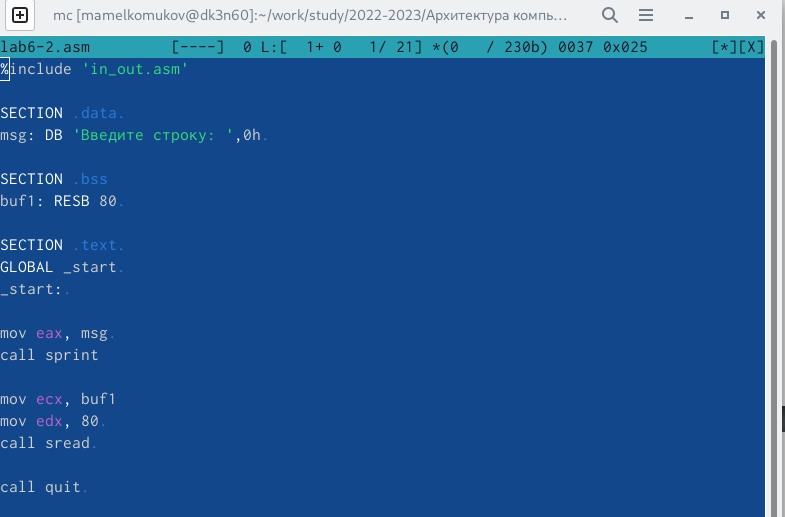 mc [mamelkomukov@dk3n60]:~/work/study/2022-2023/Архитектура компь…
lab6-2.asm [----] 0 L:[ 1+ 0 1/ 21] *(0 / 230b) 0037 0x025 [*][X]
%include 'in_out.asm'
SECTION .data.
msg: DB 'Введите строку: ',0h.
SECTION .bss
buf1: RESB 80.
SECTION .text.
GLOBAL _start.
_start:.
mov eax, msg.
call sprint
mov ecx, buf1
mov edx, 80.
call sread.
call quit.